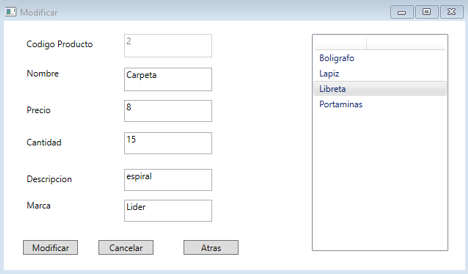 Modificar
Codigo Producto 2
Nombre Carpeta
Precio 8
Cantidad 15
Descripcion espiral
Marca Lider
Modificar Cancelar Atras
Boligrafo
Lapiz
Libreta
Portaminas